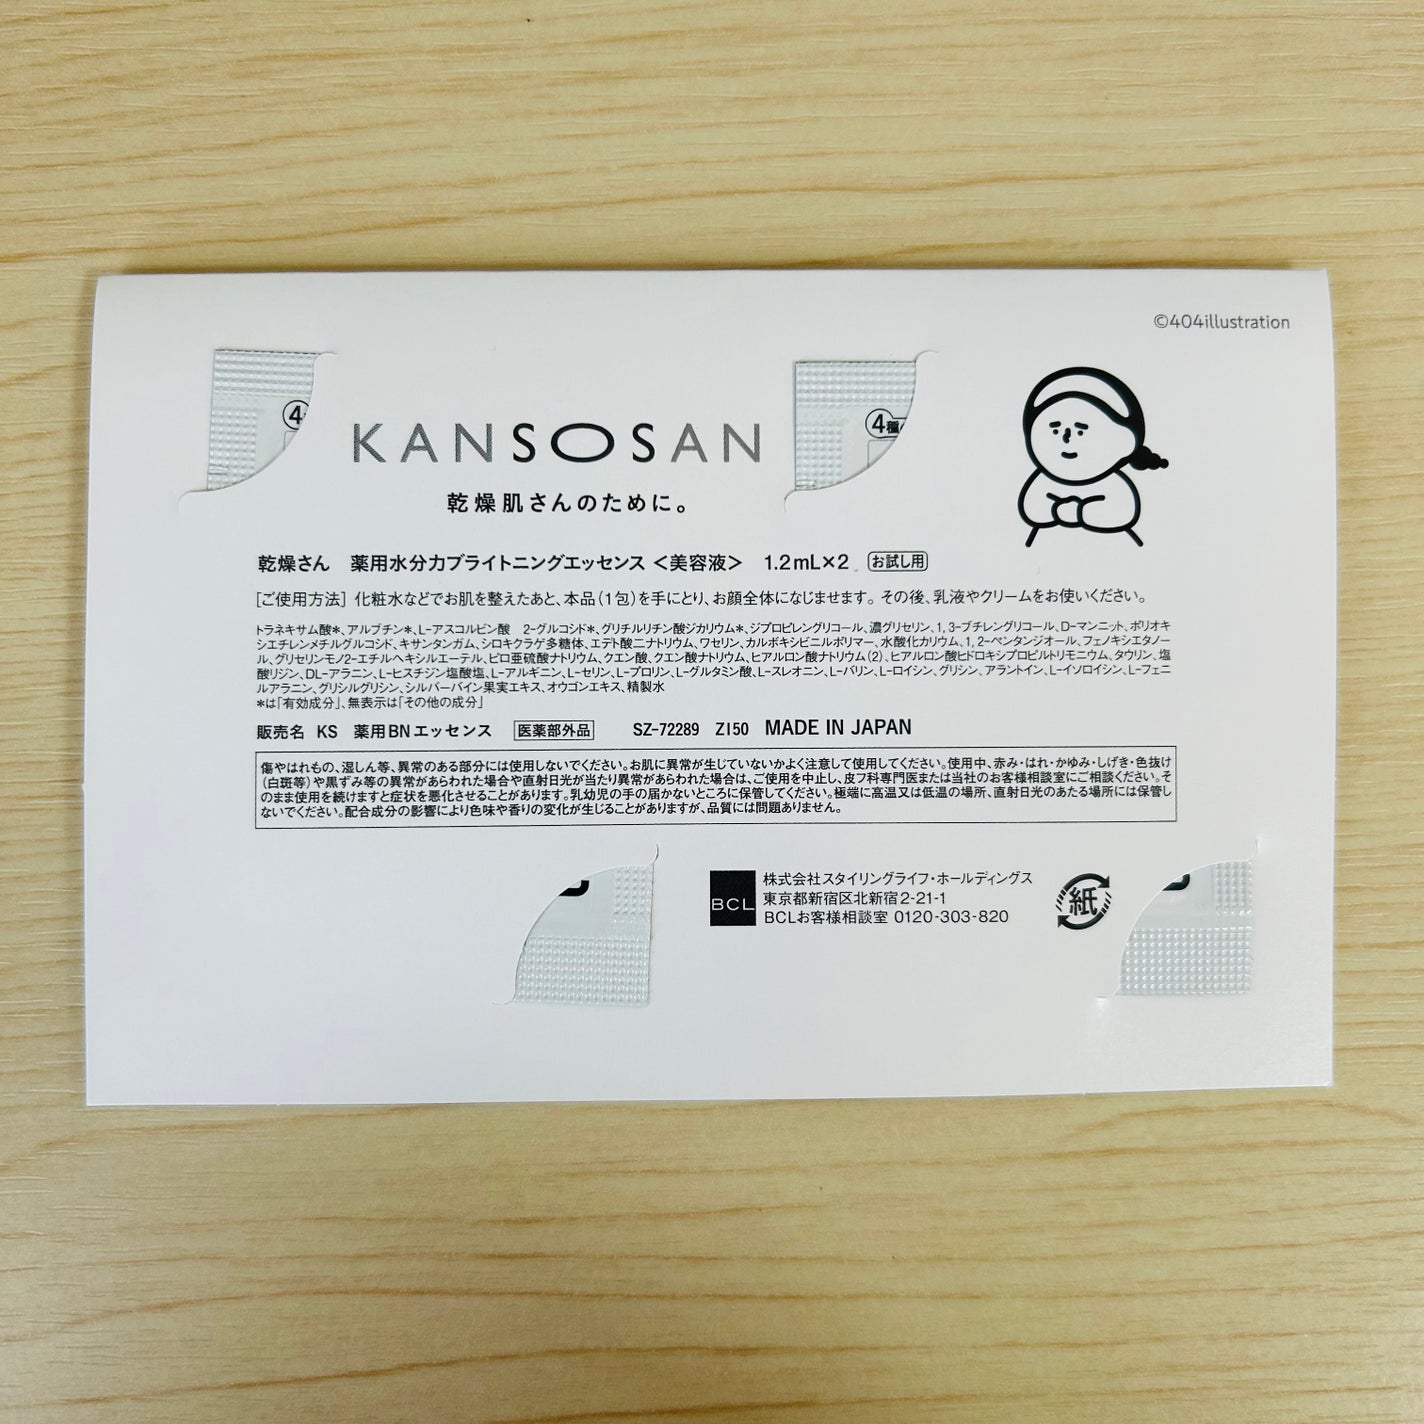 ©404illustration
4
4種
KANSOSAN
乾燥肌さんのために。
乾燥さん 薬用水分力ブライトニングエッセンス <美容液> 1.2mL×2 お試し用
[ご使用方法] 化粧水などでお肌を整えたあと、本品(1包)を手にとり、お顔全体になじませます。その後、乳液やクリームをお使いください。
トラネキサム酸*、アルブチン*、L-アスコルビン酸 2-グルコシド*、グリチルリチン酸ジカリウム*、ジプロピレングリコール、濃グリセリン、1,3-ブチレングリコール、D-マンニット、ポリオキ
シエチレンメチルグルコシド、キサンタンガム、シロキクラゲ多糖体、エデト酸二ナトリウム、ワセリン、カルボキシビニルポリマー、水酸化カリウム、1,2-ペンタンジオール、フェノキシエタノー
ル、グリセリンモノ2-エチルヘキシルエーテル、ピロ亜硫酸ナトリウム、クエン酸、クエン酸ナトリウム、ヒアルロン酸ナトリウム(2)、ヒアルロン酸ヒドロキシプロピルトリモニウム、タウリン、塩
酸リジン、DL-アラニン、L-ヒスチジン塩酸塩、L-アルギニン、L-セリン、L-プロリン、L-グルタミン酸、L-スレオニン、L-バリン、L-ロイシン、グリシン、アラントイン、L-イソロイシン、L-フェニ
ルアラニン、グリシルグリシン、シルバーバイン果実エキス、オウゴンエキス、精製水
*は「有効成分」、無表示は「その他の成分」
販売名 KS 薬用BNエッセンス 医薬部外品 SZ-72289 ZI50 MADE IN JAPAN
傷やはれもの、湿しん等、異常のある部分には使用しないでください。お肌に異常が生じていないかよく注意して使用してください。使用中、赤み・はれ・かゆみ・しげき・色抜け
(白斑等)や黒ずみ等の異常があらわれた場合や直射日光が当たり異常があらわれた場合は、ご使用を中止し、皮フ科専門医または当社のお客様相談室にご相談ください。そ
のまま使用を続けますと症状を悪化させることがあります。乳幼児の手の届かないところに保管してください。極端に高温又は低温の場所、直射日光のあたる場所には保管し
ないでください。配合成分の影響により色味や香りの変化が生じることがありますが、品質には問題ありません。
BCL
株式会社スタイリングライフ・ホールディングス
東京都新宿区北新宿2-21-1
BCLお客様相談室 0120-303-820
紙